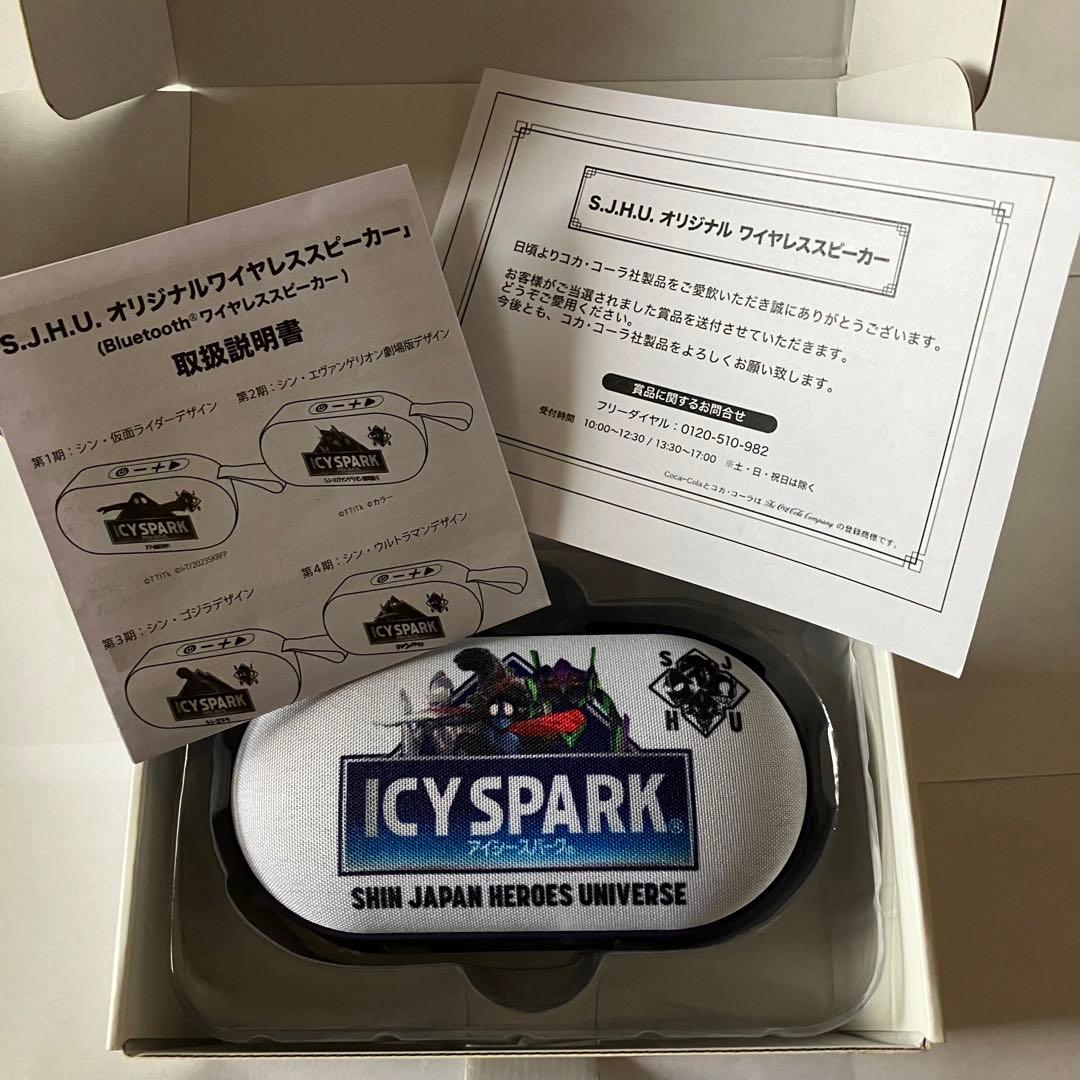 S.J.H.U. オリジナルワイヤレススピーカー」
(Bluetooth®ワイヤレススピーカー)
取扱説明書
第1期：シン・仮面ライダーデザイン
第2期：シン・エヴァンゲリオン劇場版デザイン
ICY SPARK
©TTITk ©カラー
ICY SPARK
©TTITk ©I・T/2023SKRFP
第3期：シン・ゴジラデザイン
第4期：シン・ウルトラマンデザイン
ICY SPARK
ICY SPARK
S.J.H.U. オリジナル ワイヤレススピーカー
日頃よりコカ・コーラ社製品をご愛飲いただき誠にありがとうございます。
お客様がご当選されました賞品を送付させていただきます。
どうぞご愛用ください。
今後とも、コカ・コーラ社製品をよろしくお願い致します。
賞品に関するお問合せ
フリーダイヤル：0120-510-982
受付時間 10:00〜12:30 / 13:30〜17:00 ※土・日・祝日は除く
Coca-Colaとコカ・コーラは The Coca-Cola Company の登録商標です。
S J
H U
ICY SPARK®
アイシースパーク®
SHIN JAPAN HEROES UNIVERSE